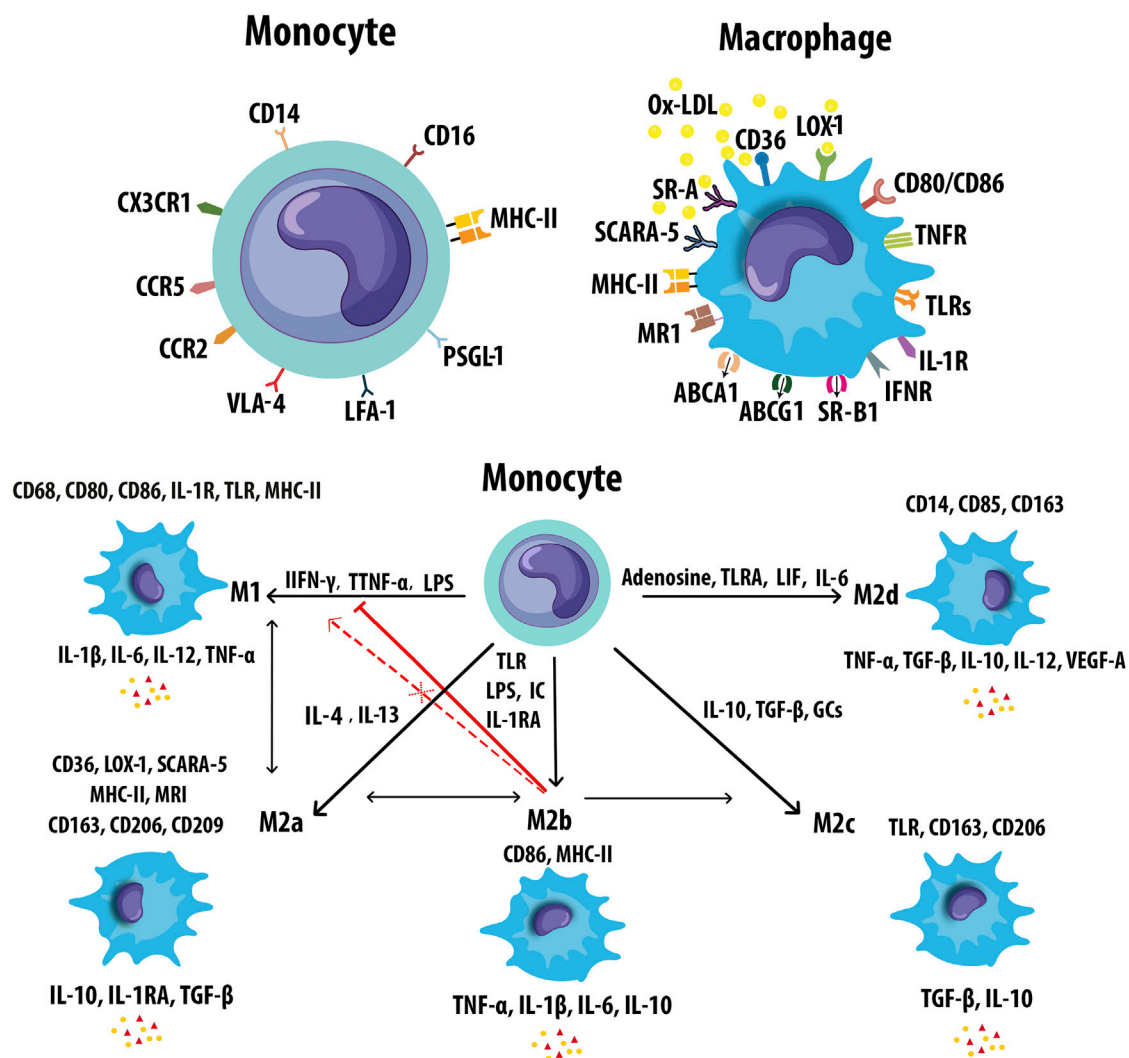 Monocyte
CD14
CD16
CX3CR1
MHC-II
CCR5
CCR2
PSGL-1
VLA-4
LFA-1
Macrophage
Ox-LDL
CD36
LOX-1
SR-A
CD80/CD86
SCARA-5
TNFR
MHC-II
TLRs
MR1
IL-1R
ABCA1
IFNR
ABCG1
SR-B1
Monocyte
CD68, CD80, CD86, IL-1R, TLR, MHC-II
M1
IIFN-γ, TTNF-α, LPS
IL-1β, IL-6, IL-12, TNF-α
CD14, CD85, CD163
Adenosine, TLRA, LIF, IL-6
M2d
TNF-α, TGF-β, IL-10, IL-12, VEGF-A
TLR
LPS, IC
IL-1RA
IL-4 , IL-13
IL-10, TGF-β, GCs
CD36, LOX-1, SCARA-5
MHC-II, MRI
CD163, CD206, CD209
M2a
IL-10, IL-1RA, TGF-β
M2b
CD86, MHC-II
TNF-α, IL-1β, IL-6, IL-10
M2c
TLR, CD163, CD206
TGF-β, IL-10